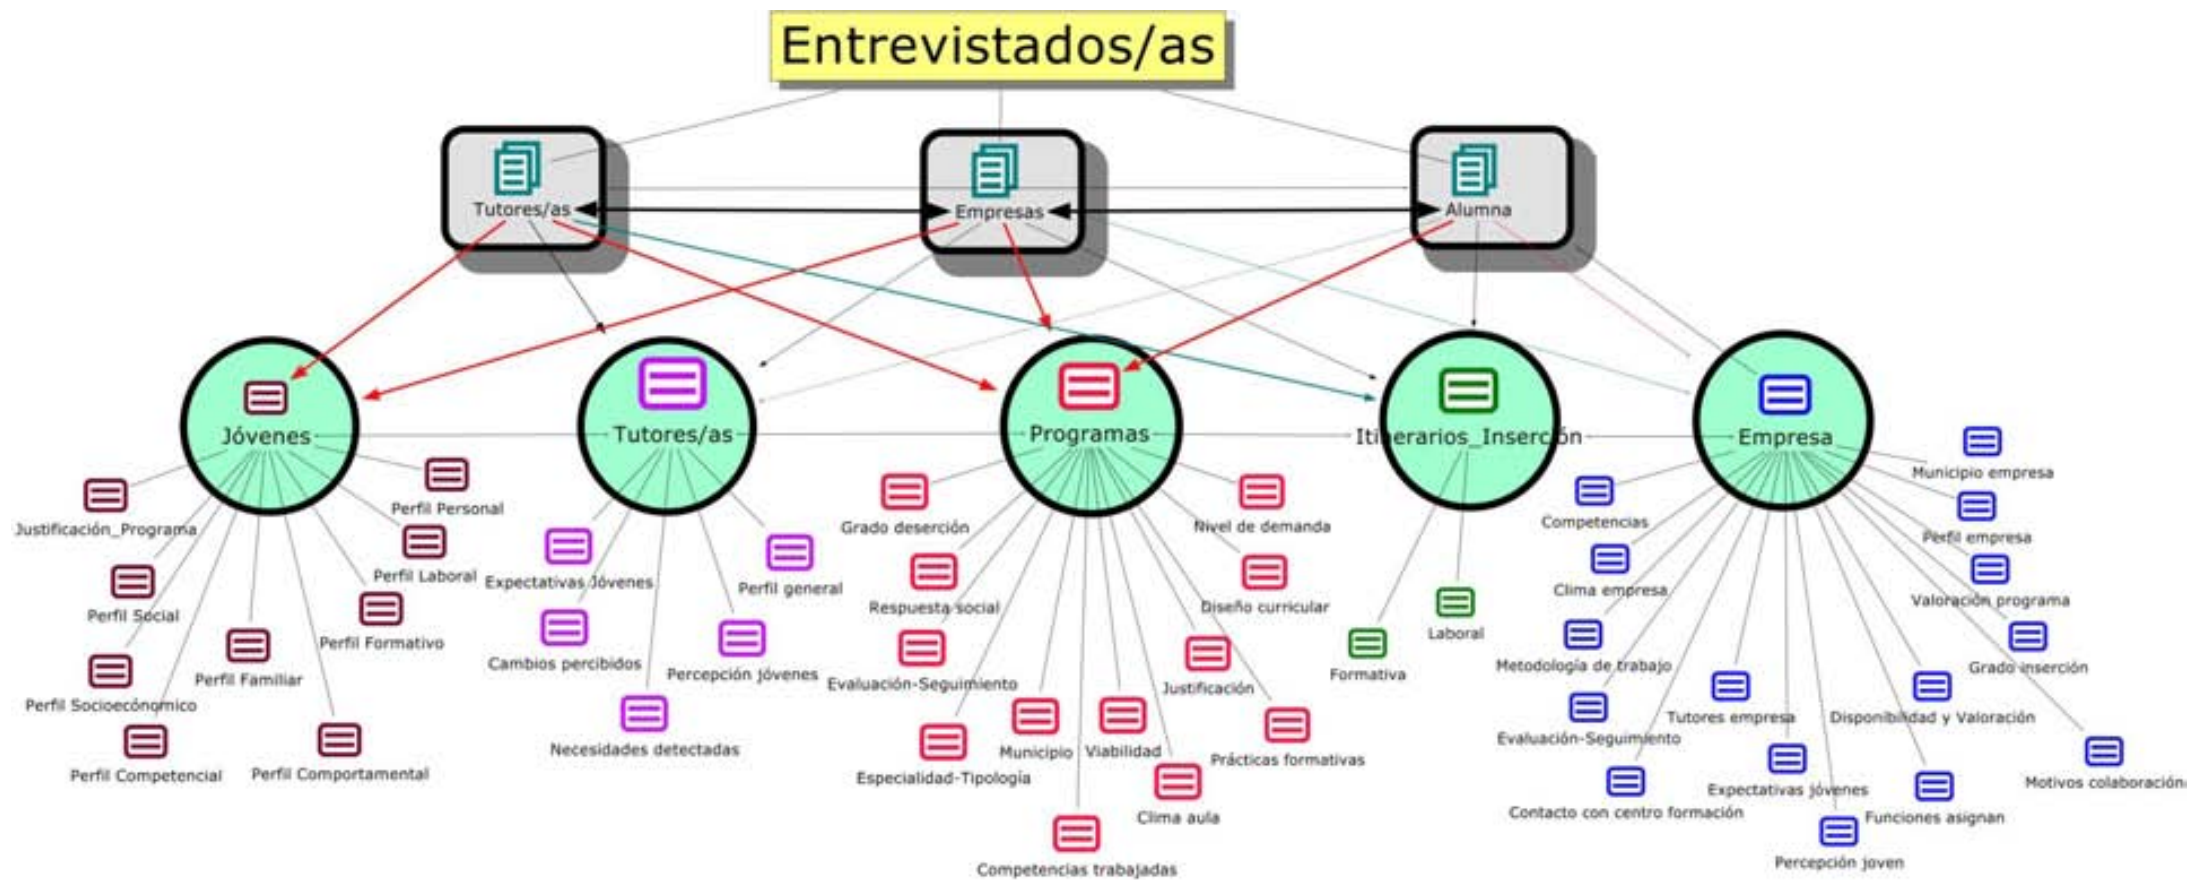 Entrevistados/as
Tutores/as
Empresas
Alumna
Jóvenes
Tutores/as
Programas
Itinerarios_Inserción
Empresa
Justificación_Programa
Perfil Personal
Perfil Laboral
Perfil Social
Perfil Formativo
Perfil Familiar
Perfil Socioecónomico
Perfil Competencial
Perfil Comportamental
Expectativas Jóvenes
Perfil general
Cambios percibidos
Percepción jóvenes
Necesidades detectadas
Grado deserción
Nivel de demanda
Respuesta social
Diseño curricular
Evaluación-Seguimiento
Justificación
Especialidad-Tipología
Municipio
Viabilidad
Prácticas formativas
Clima aula
Competencias trabajadas
Laboral
Formativa
Municipio empresa
Competencias
Perfil empresa
Clima empresa
Valoración programa
Metodología de trabajo
Grado inserción
Evaluación-Seguimiento
Tutores empresa
Disponibilidad y Valoración
Motivos colaboración
Contacto con centro formación
Expectativas jóvenes
Funciones asignan
Percepción joven